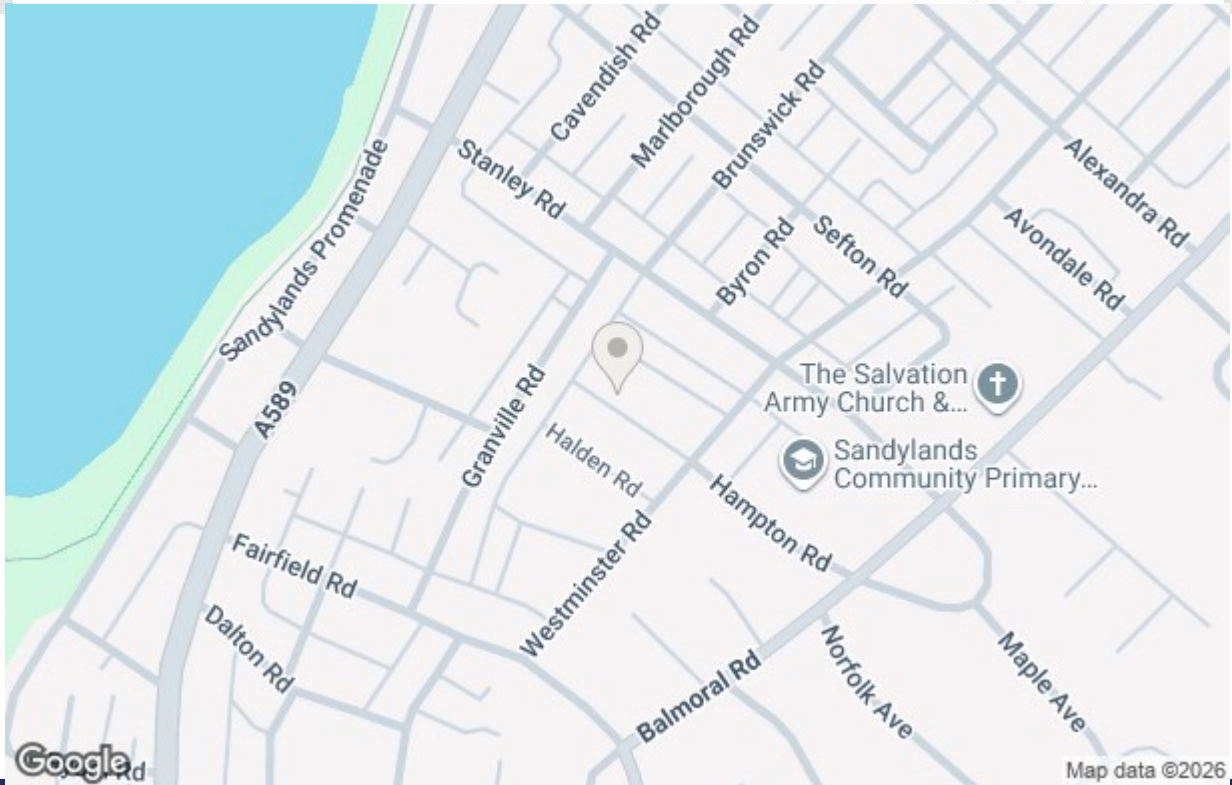 Cavendish Rd
Marlborough Rd
Brunswick Rd
Stanley Rd
Alexandra Rd
Sandylands Promenade
Avondale Rd
Byron Rd
Sefton Rd
A589
Granville Rd
The Salvation
Army Church &...
Halden Rd
Sandylands
Community Primary...
Hampton Rd
Fairfield Rd
Westminster Rd
Dalton Rd
Balmoral Rd
Norfolk Ave
Maple Ave
Google
Rd
Map data ©2026